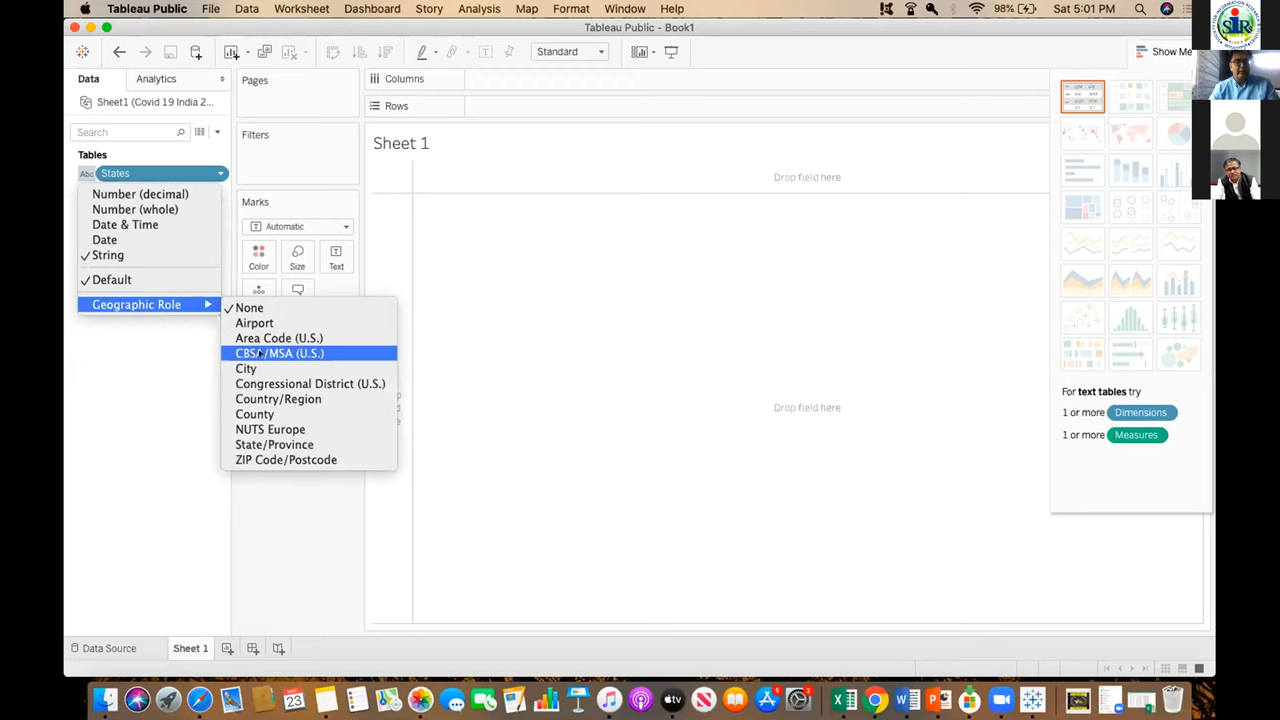 Tableau Public File Data Worksheet Dashboard Story Analysis Map Format Window Help 98% Sat 5:01 PM
Tableau Public - Book1
Standard
Show Me
Data Analytics
Pages
Columns
Sheet1 (Covid 19 India 2...
Rows
Search
Filters
Tables
Abc States
Sheet 1
Number (decimal)
Number (whole)
Date & Time
Date
✓ String
✓ Default
Geographic Role
Marks
Automatic
Color Size Text
✓ None
Airport
Area Code (U.S.)
CBSA/MSA (U.S.)
City
Congressional District (U.S.)
Country/Region
County
NUTS Europe
State/Province
ZIP Code/Postcode
Drop field here
Drop field here
For text tables try
1 or more Dimensions
1 or more Measures
Data Source Sheet 1